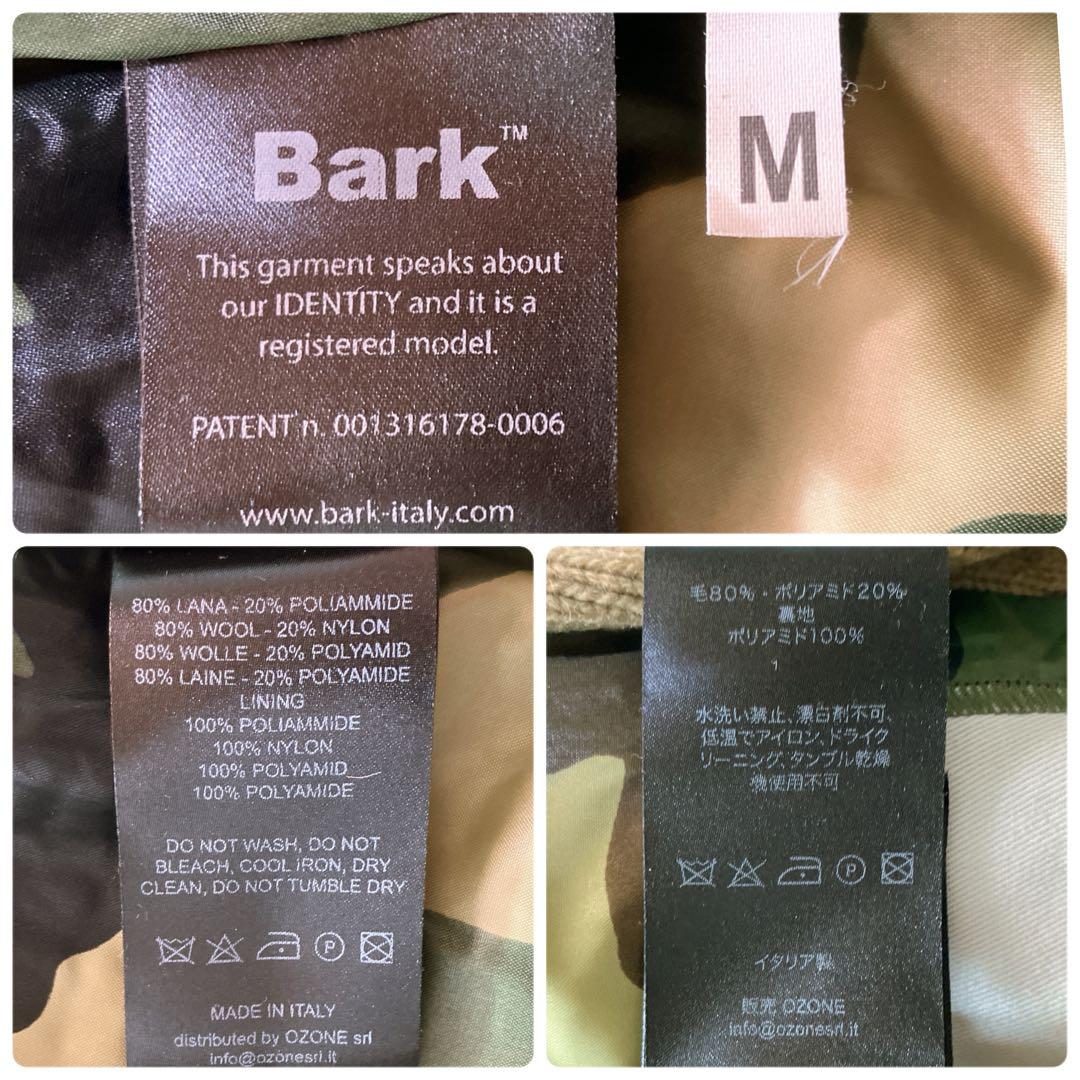 Bark™
This garment speaks about
our IDENTITY and it is a
registered model.
PATENT n. 001316178-0006
www.bark-italy.com
M
80% LANA - 20% POLIAMMIDE
80% WOOL - 20% NYLON
80% WOLLE - 20% POLYAMID
80% LAINE - 20% POLYAMIDE
LINING
100% POLIAMMIDE
100% NYLON
100% POLYAMID
100% POLYAMIDE
DO NOT WASH, DO NOT
BLEACH, COOL IRON, DRY
CLEAN, DO NOT TUMBLE DRY
P
MADE IN ITALY
distributed by OZONE srl
info@ozonesrl.it
毛80%・ポリアミド20%
裏地
ポリアミド100%
1
水洗い禁止、漂白剤不可、
低温でアイロン、ドライク
リーニング、タンブル乾燥
機使用不可
P
イタリア製
販売 OZONE
info@ozonesrl.it